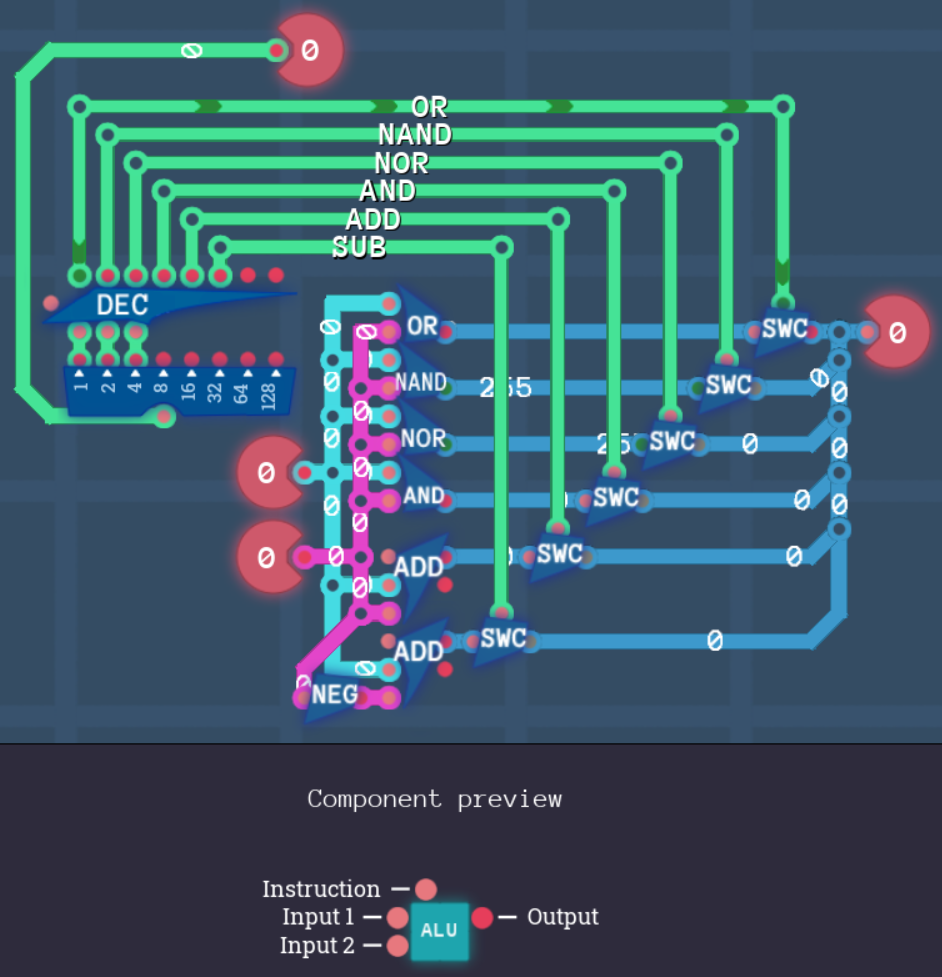 0 0
OR
NAND
NOR
AND
ADD
SUB
DEC
1 2 4 8 16 32 64 128
0 0 OR SWC 0
0 NAND 255 SWC 0 0
0 0 NOR SWC 0 0
0 0 AND SWC 0 0
0 0
0 0 ADD SWC 0
0
0 ADD SWC 0
0 NEG
Component preview
Instruction
Input 1 ALU Output
Input 2